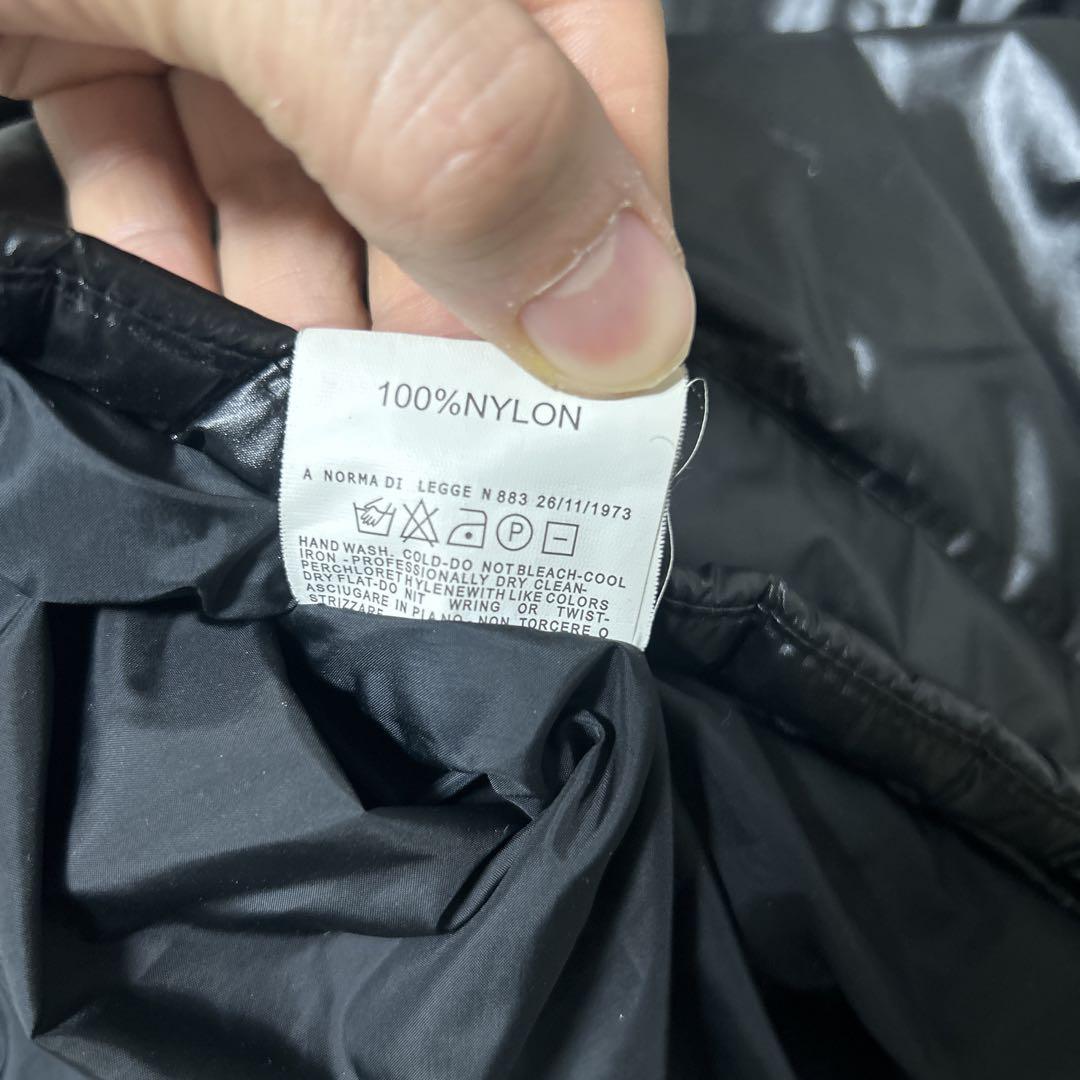 100%NYLON
A NORMA DI LEGGE N 883 26/11/1973
P
HAND WASH. COLD-DO NOT BLEACH-COOL
IRON -PROFESSIONALLY DRY CLEAN-
PERCHLORETHYLENEWITH LIKE COLORS
DRY FLAT-DO NIT WRING OR TWIST-
ASCIUGARE IN PIANO. NON TORCERE O
STRIZZARE